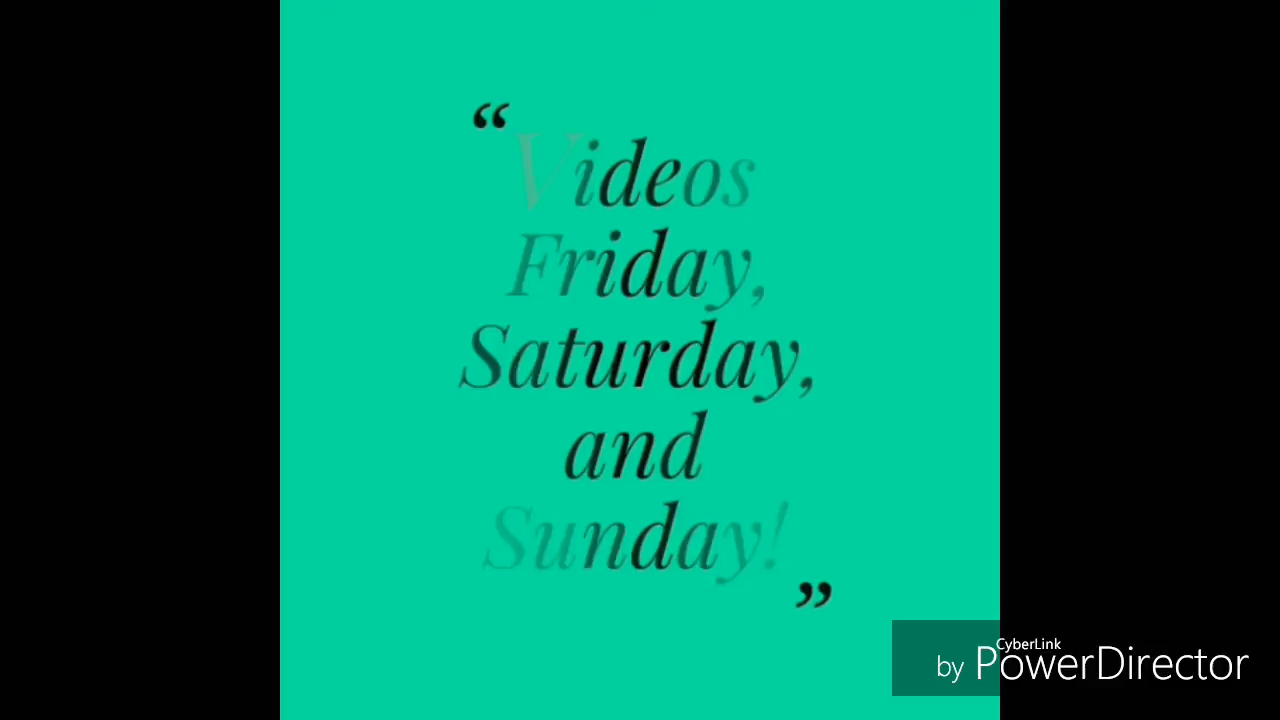 “
Videos
Friday,
Saturday,
and
Sunday!
”
CyberLink
by PowerDirector